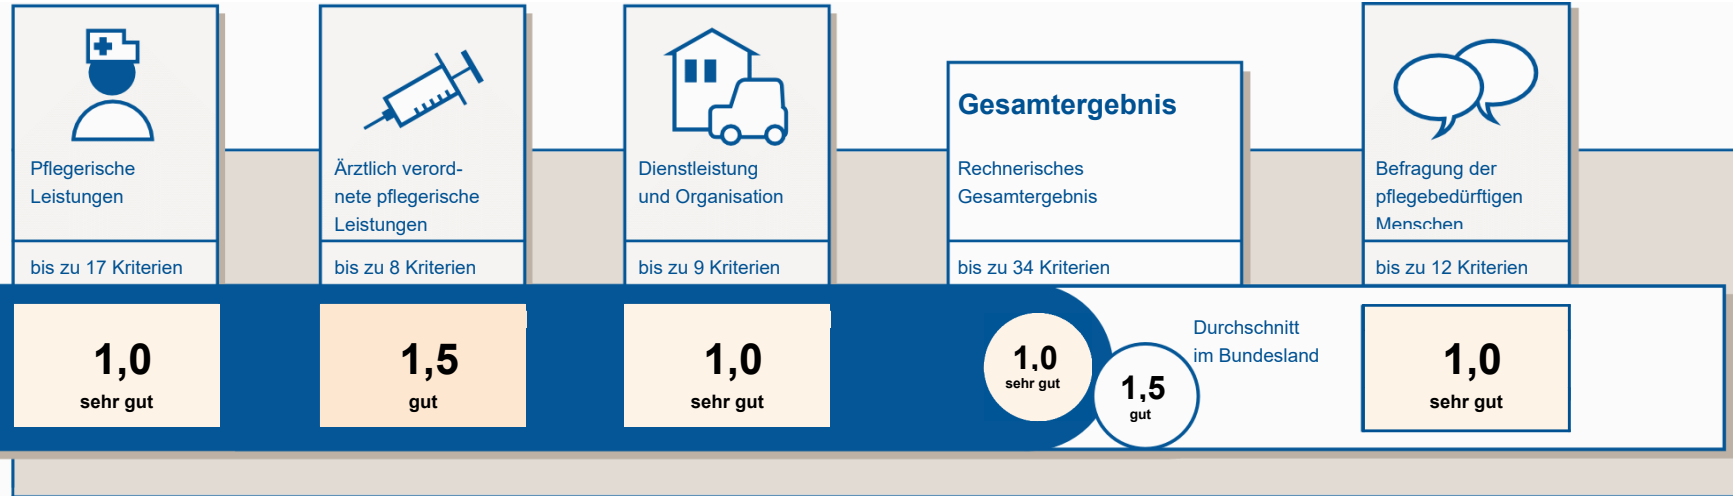 Pflegerische
Leistungen
bis zu 17 Kriterien
1,0
sehr gut
Ärztlich verord-
nete pflegerische
Leistungen
bis zu 8 Kriterien
1,5
gut
Dienstleistung
und Organisation
bis zu 9 Kriterien
1,0
sehr gut
Gesamtergebnis
Rechnerisches
Gesamtergebnis
bis zu 34 Kriterien
1,0
sehr gut
1,5
gut
Durchschnitt
im Bundesland
Befragung der
pflegebedürftigen
Menschen
bis zu 12 Kriterien
1,0
sehr gut